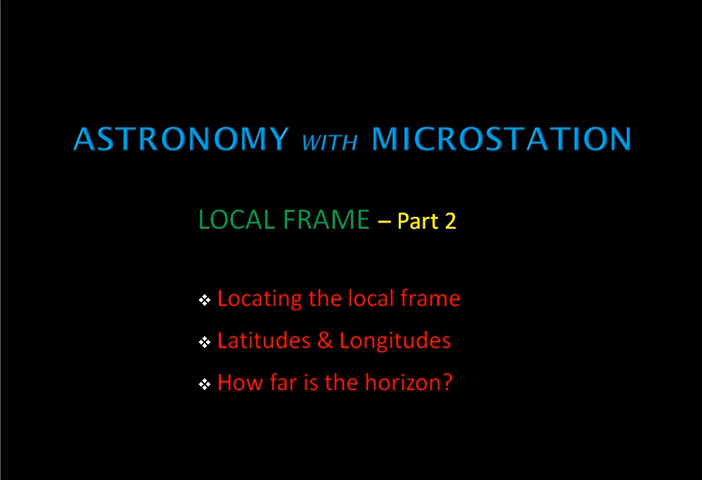 ASTRONOMY WITH MICROSTATION
LOCAL FRAME – Part 2
❖ Locating the local frame
❖ Latitudes & Longitudes
❖ How far is the horizon?